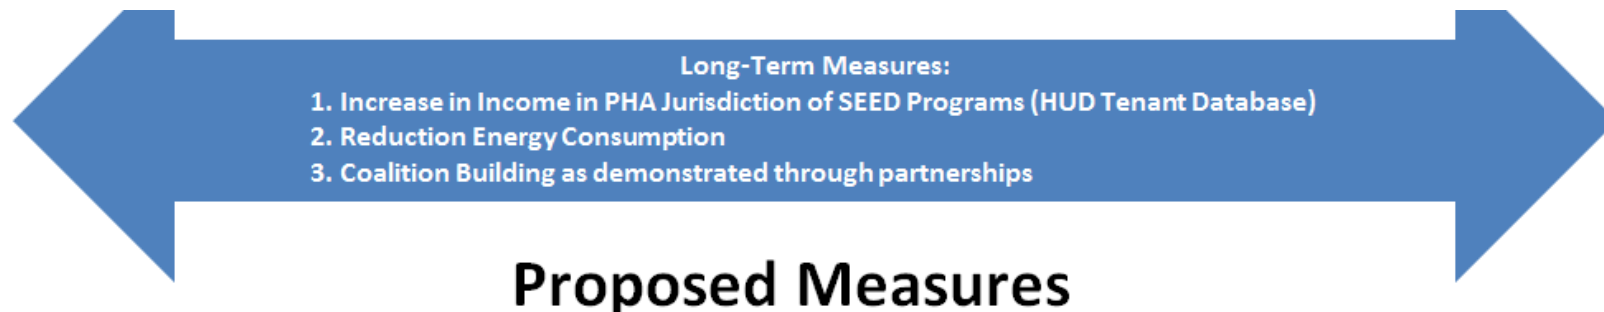 Long-Term Measures:
1. Increase in Income in PHA Jurisdiction of SEED Programs (HUD Tenant Database)
2. Reduction Energy Consumption
3. Coalition Building as demonstrated through partnerships
Proposed Measures